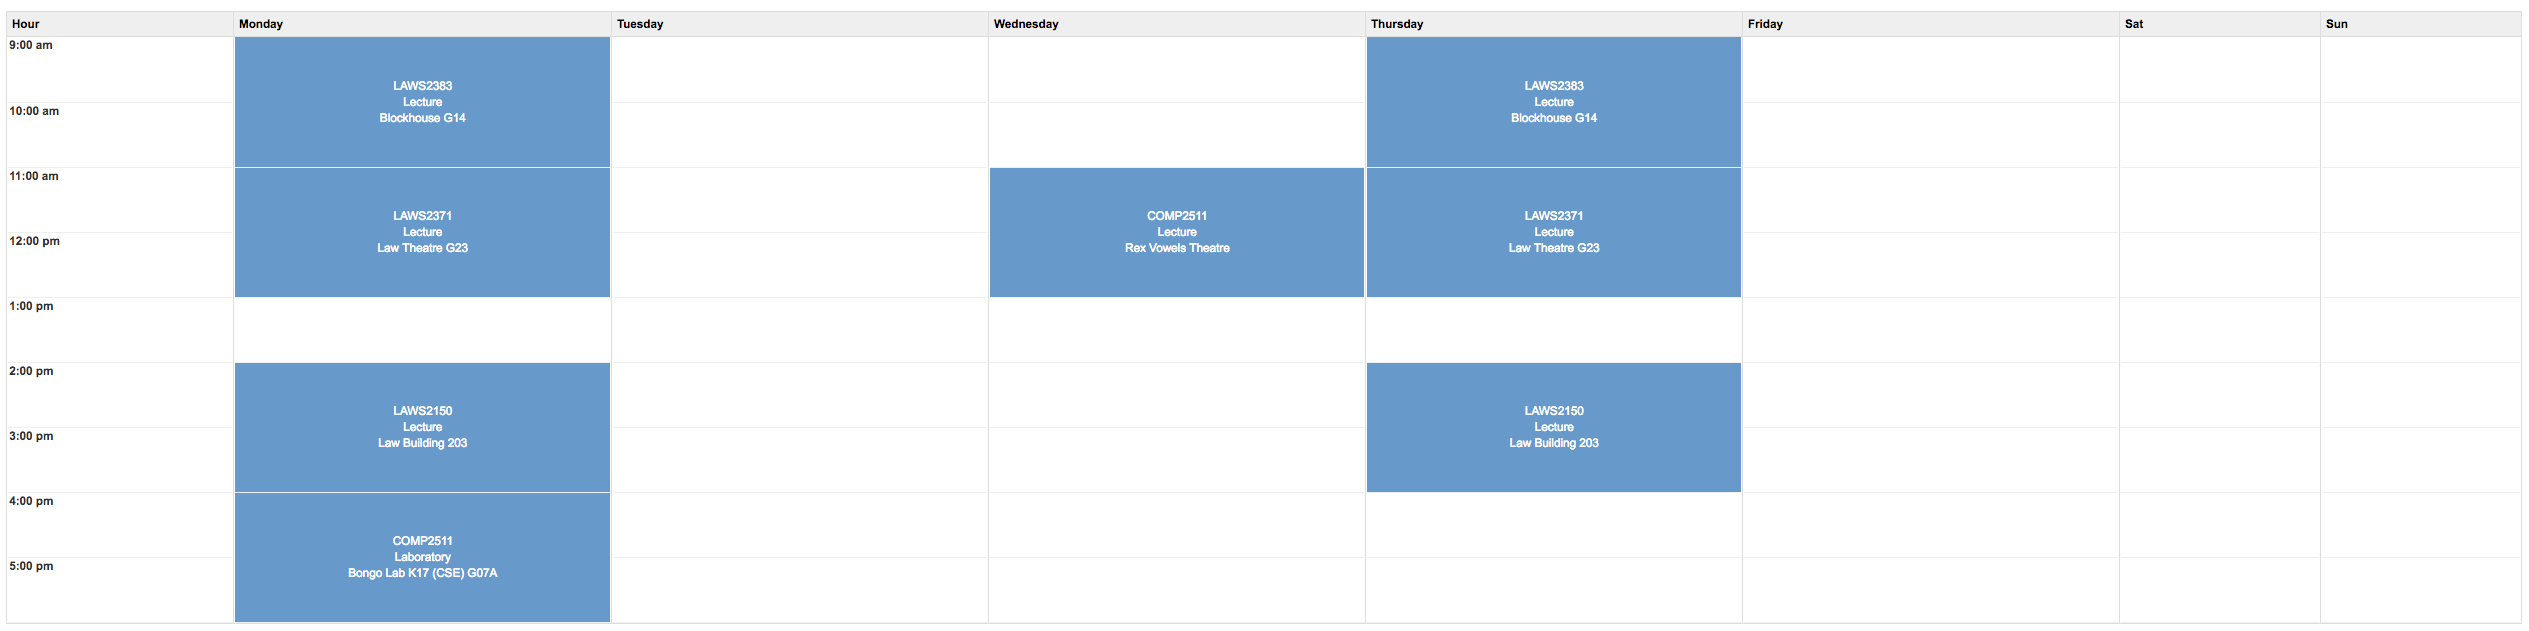 Hour Monday Tuesday Wednesday Thursday Friday Sat Sun
9:00 am
LAWS2383 LAWS2383
Lecture Lecture
10:00 am
Blockhouse G14 Blockhouse G14
11:00 am
LAWS2371 COMP2511 LAWS2371
Lecture Lecture Lecture
12:00 pm
Law Theatre G23 Rex Vowels Theatre Law Theatre G23
1:00 pm
2:00 pm
LAWS2150 LAWS2150
Lecture Lecture
3:00 pm
Law Building 203 Law Building 203
4:00 pm
COMP2511
Laboratory
5:00 pm
Bongo Lab K17 (CSE) G07A